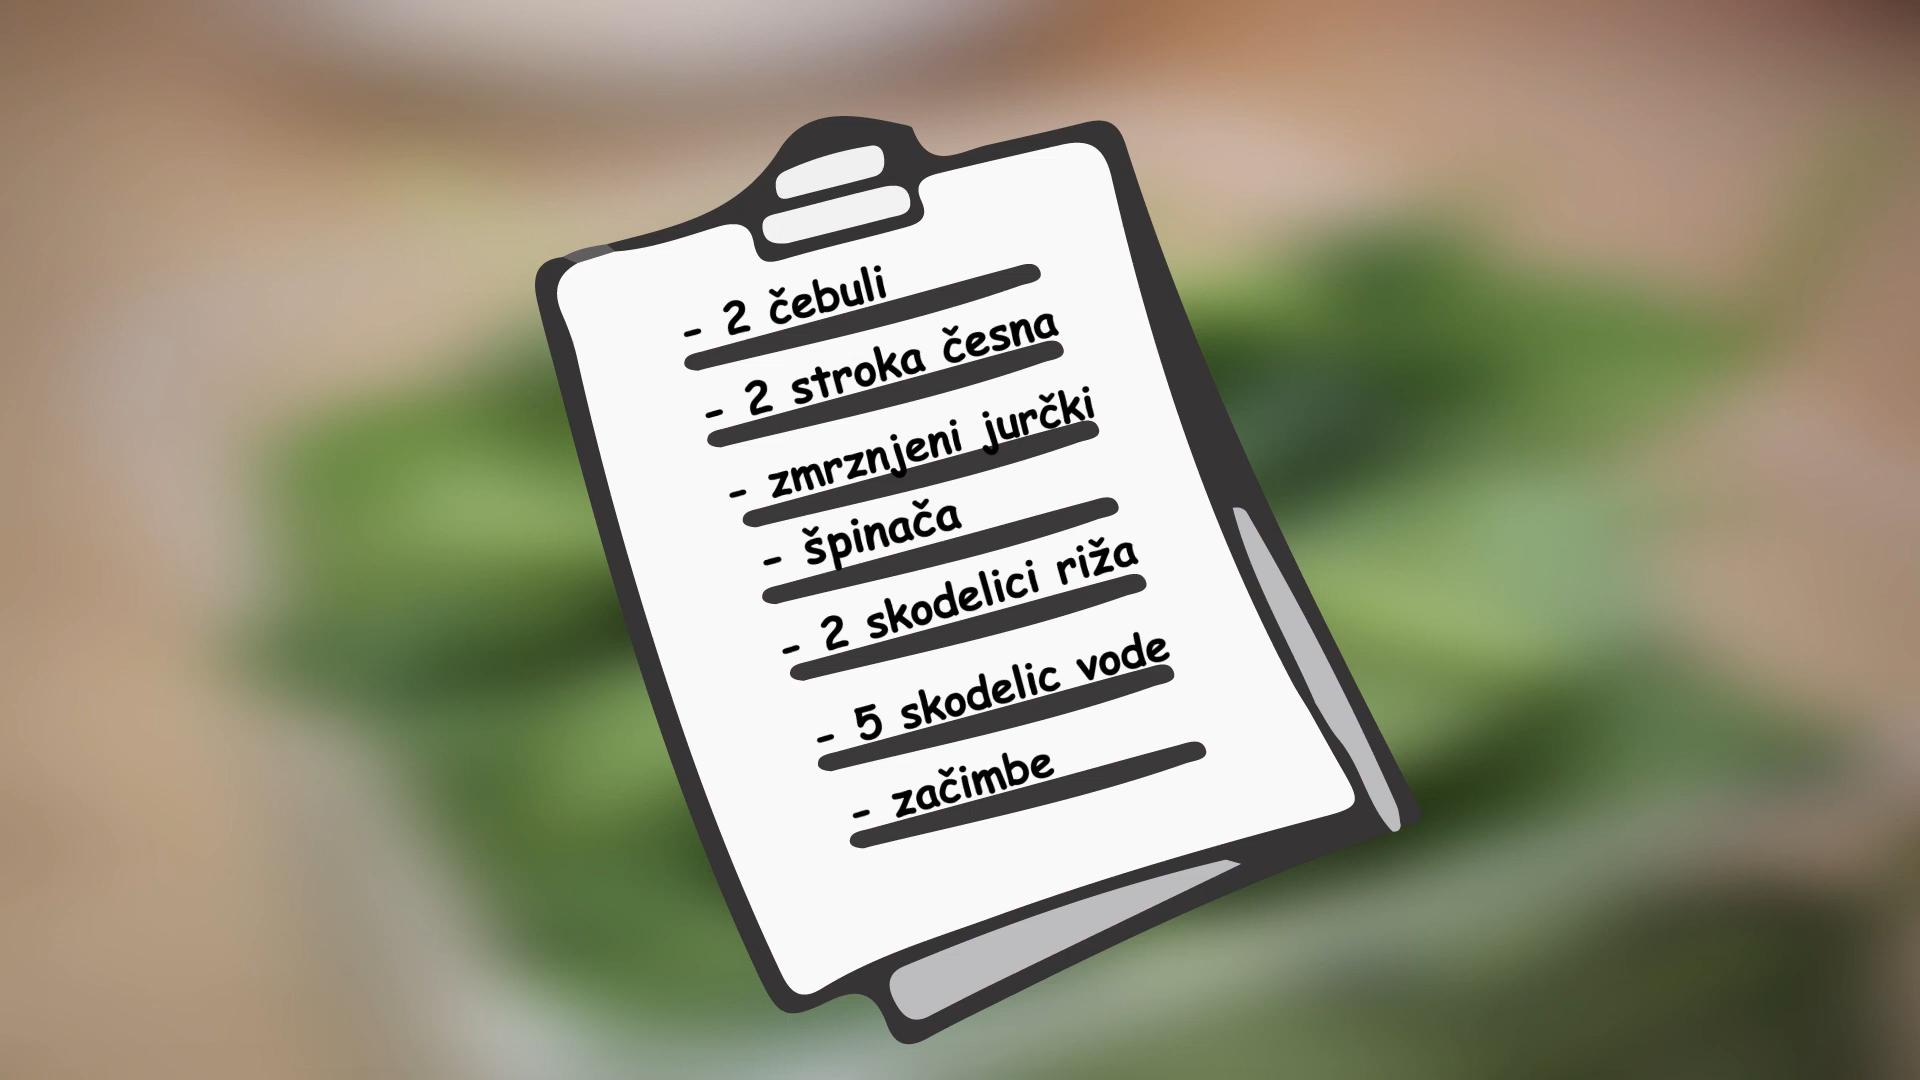 - 2 čebuli
- 2 stroka česna
- zmrznjeni jurčki
- špinača
- 2 skodelici riža
- 5 skodelic vode
- začimbe